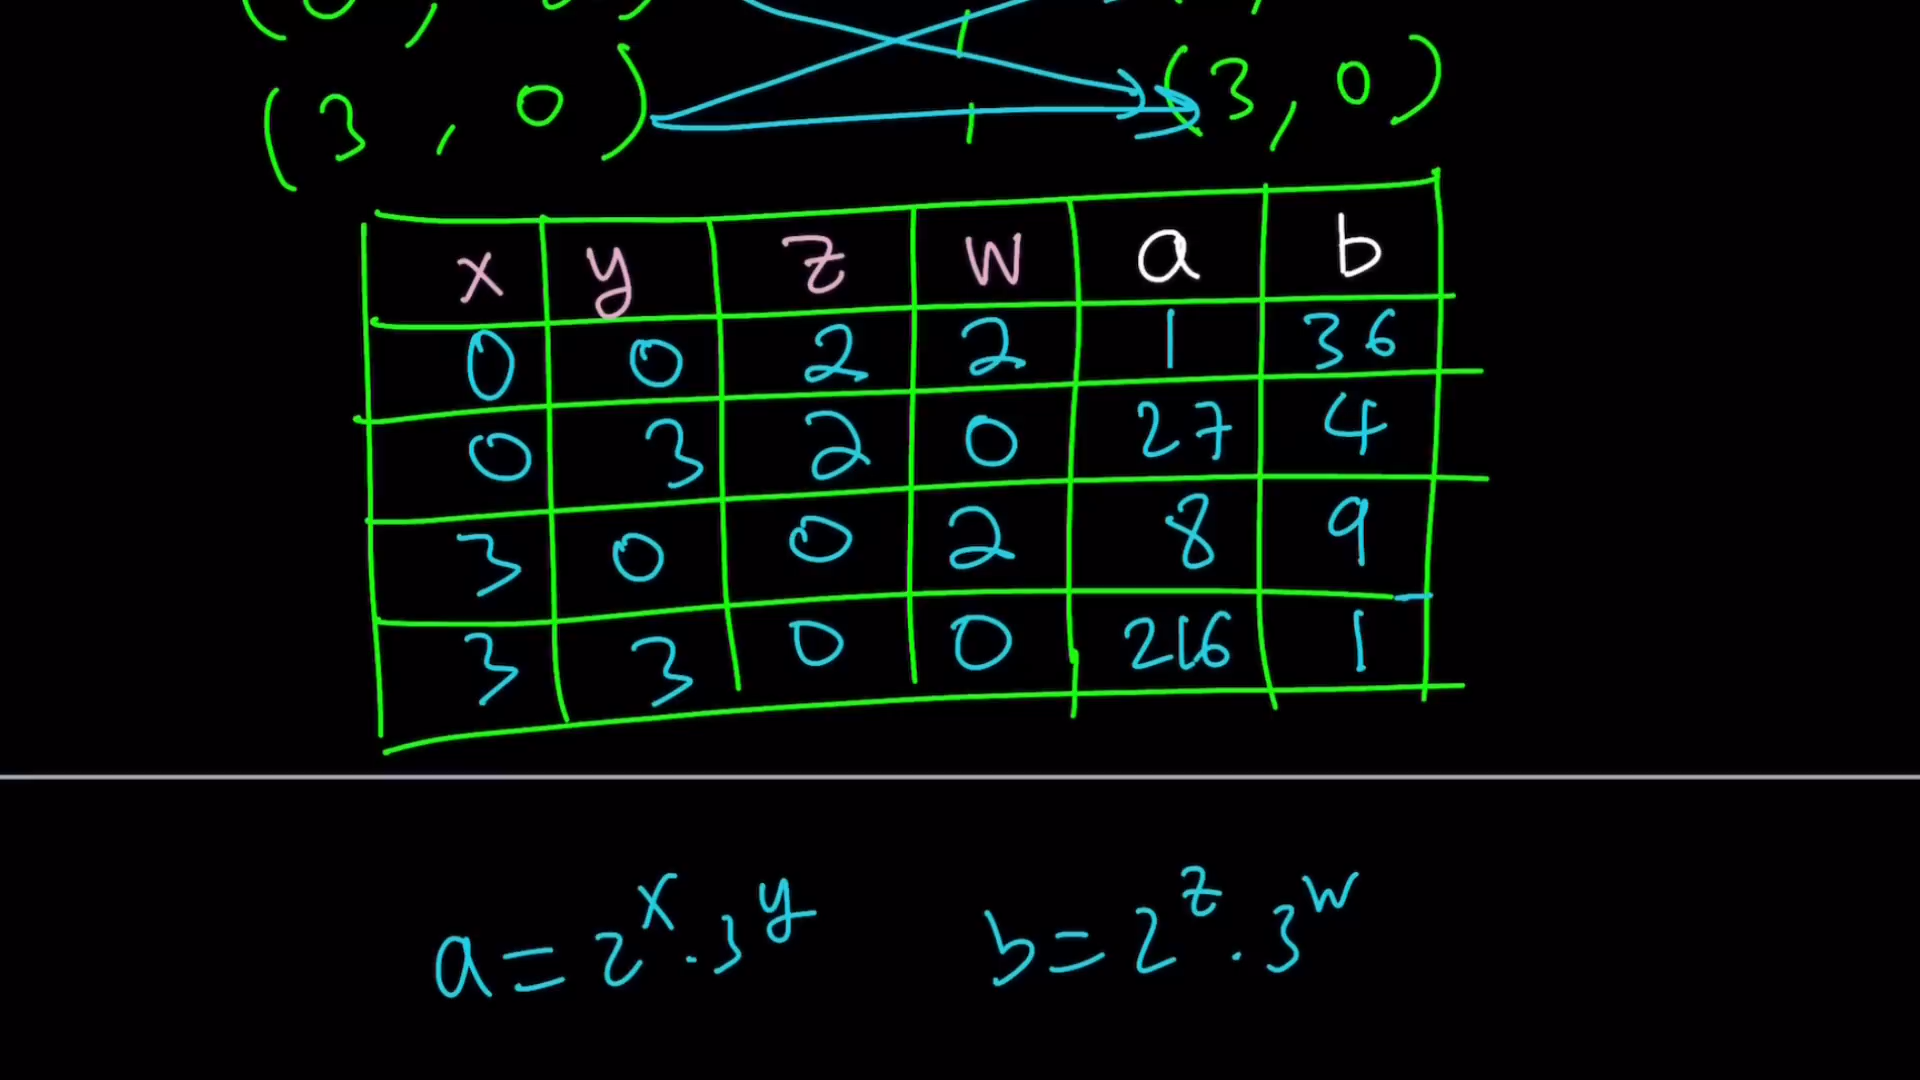 (3, 0) (3, 0)
x y z w a b
0 0 2 2 1 36
0 3 2 0 27 4
3 0 0 2 8 9
3 3 0 0 216 1
a=2^x.3^y b=2^z.3^w